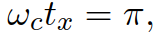 ω_c t_x = π,